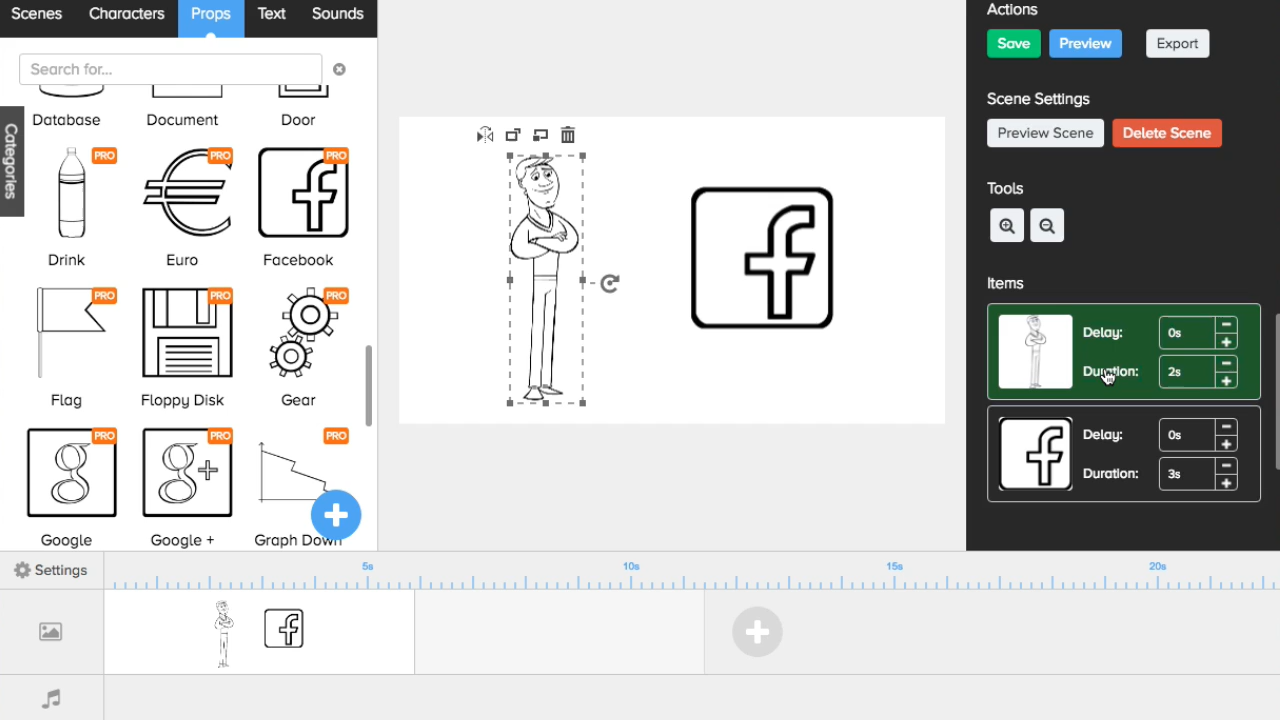 Scenes Characters Props Text Sounds
Search for...
Categories
Database Document Door
PRO PRO PRO
Drink Euro Facebook
PRO PRO PRO
Flag Floppy Disk Gear
PRO PRO PRO
Google Google + Graph Down
Actions
Save Preview Export
Scene Settings
Preview Scene Delete Scene
Tools
Items
Delay: 0s
Duration: 2s
Delay: 0s
Duration: 3s
Settings 5s 10s 15s 20s